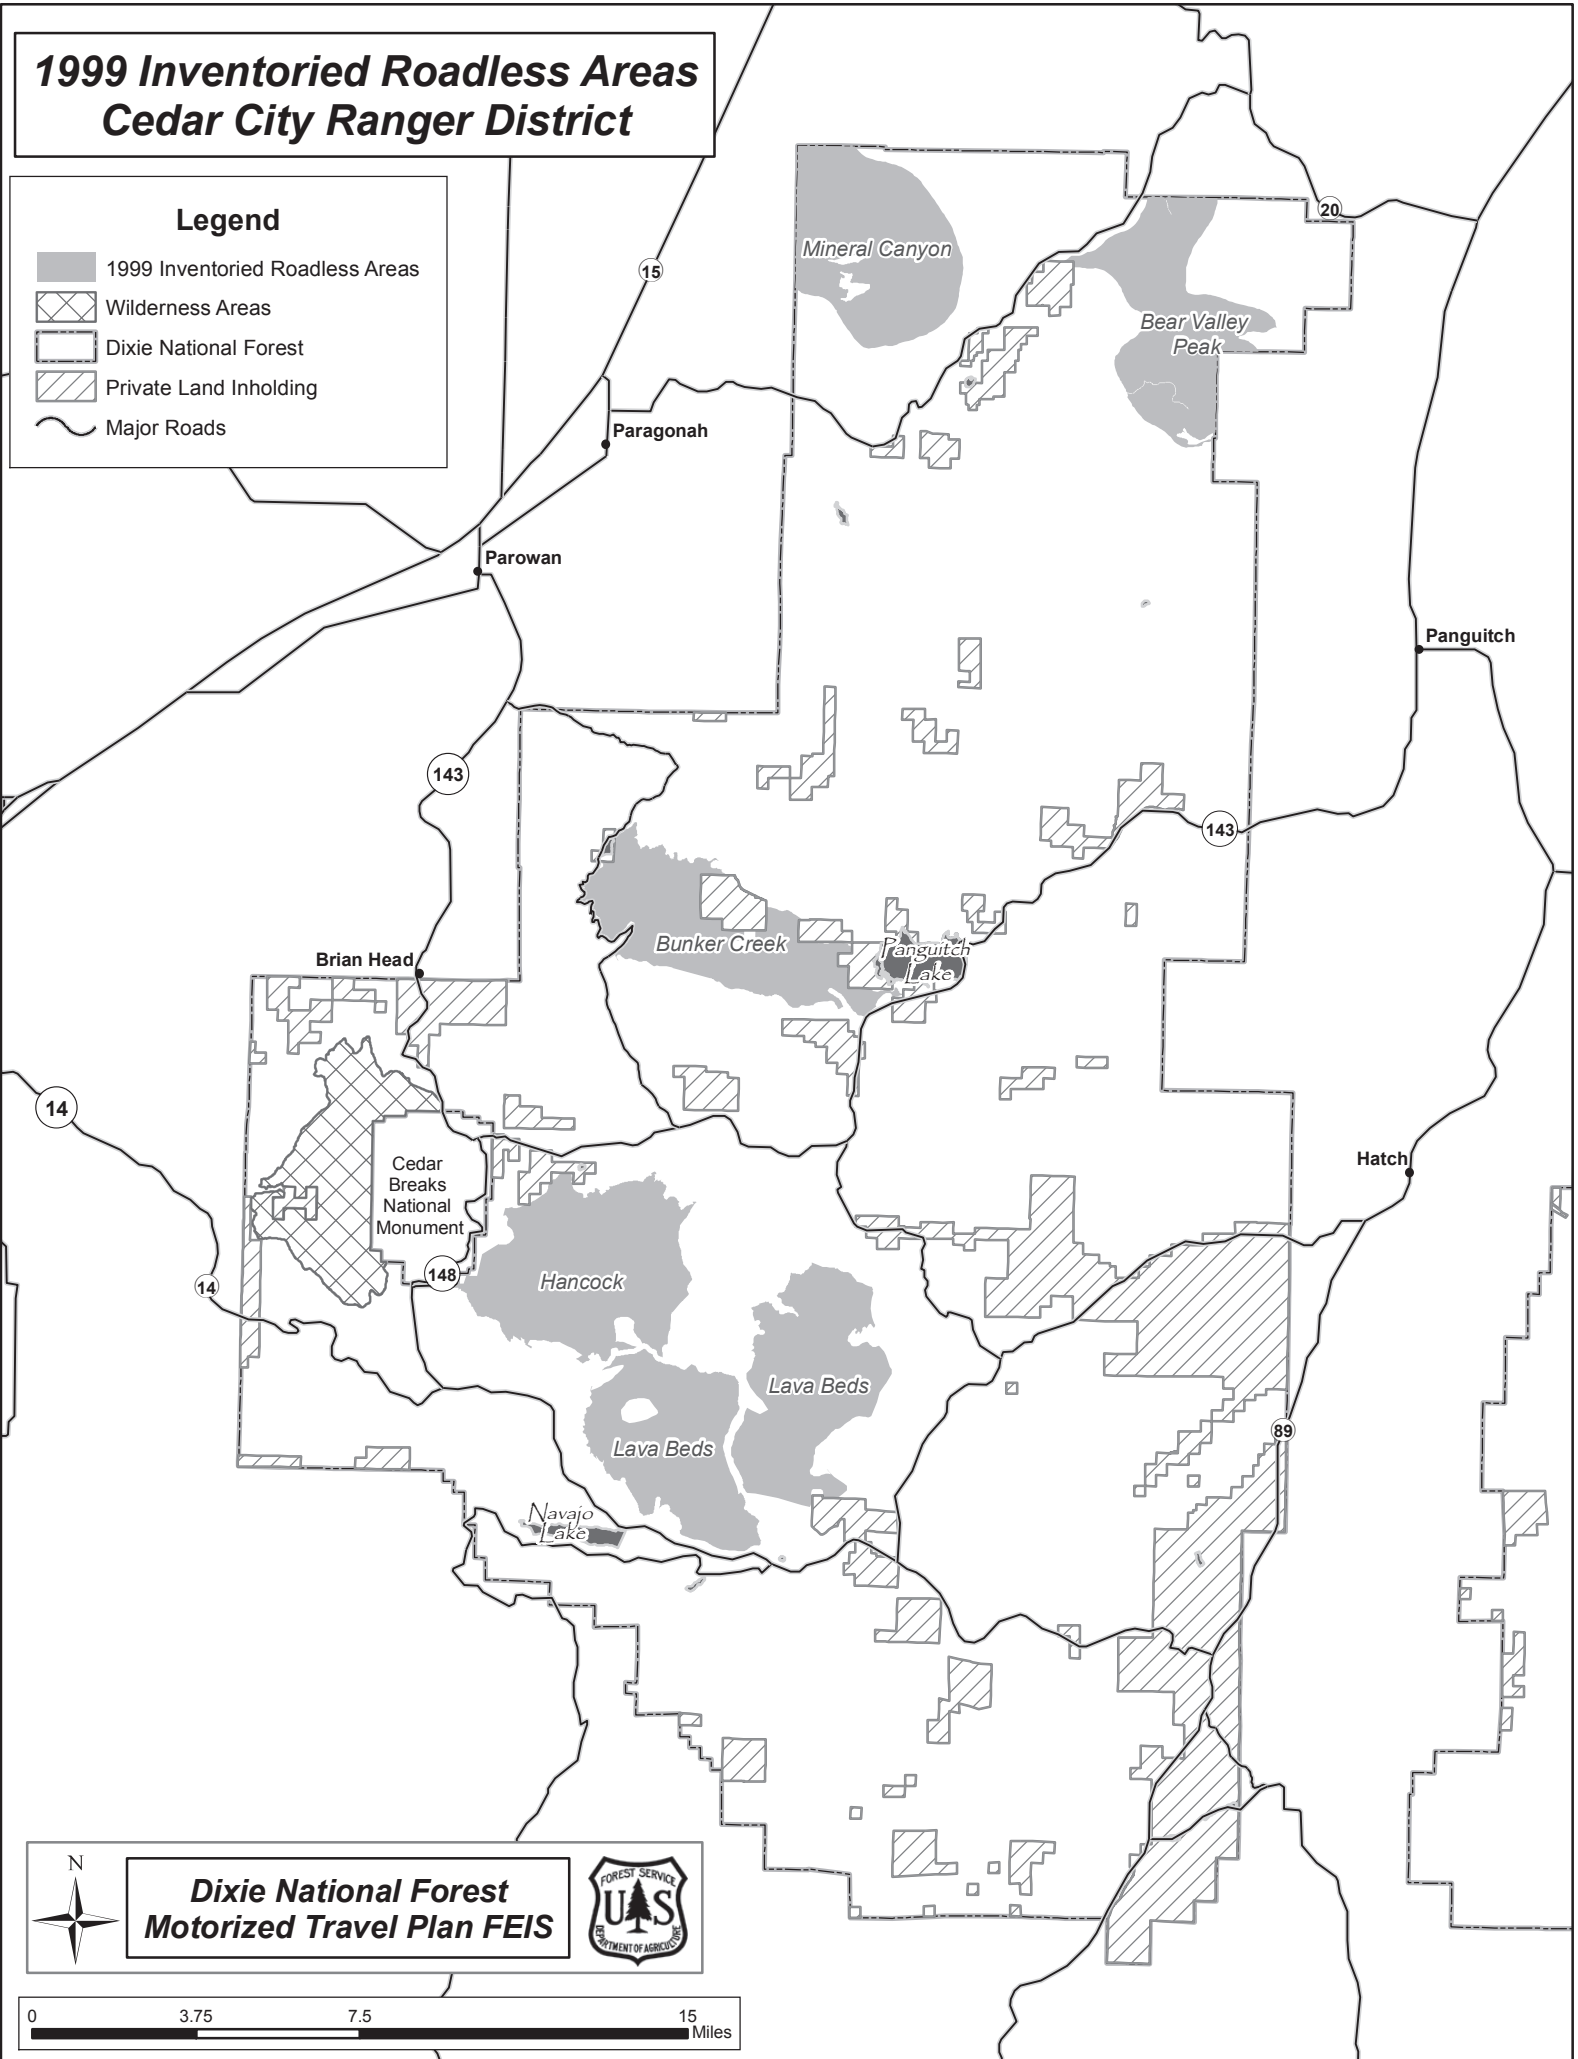 1999 Inventoried Roadless Areas
Cedar City Ranger District
Legend
1999 Inventoried Roadless Areas
Wilderness Areas
Dixie National Forest
Private Land Inholding
Major Roads
20
Mineral Canyon
15
Bear Valley
Peak
Paragonah
Parowan
Panguitch
143
143
Bunker Creek
Panguitch
Lake
Brian Head
14
Cedar
Breaks
National
Monument
Hatch
148
14
Hancock
Lava Beds
Lava Beds
89
Navajo
Lake
N
Dixie National Forest
Motorized Travel Plan FEIS
FOREST SERVICE
U S
DEPARTMENT OF AGRICULTURE
0 3.75 7.5 15
Miles